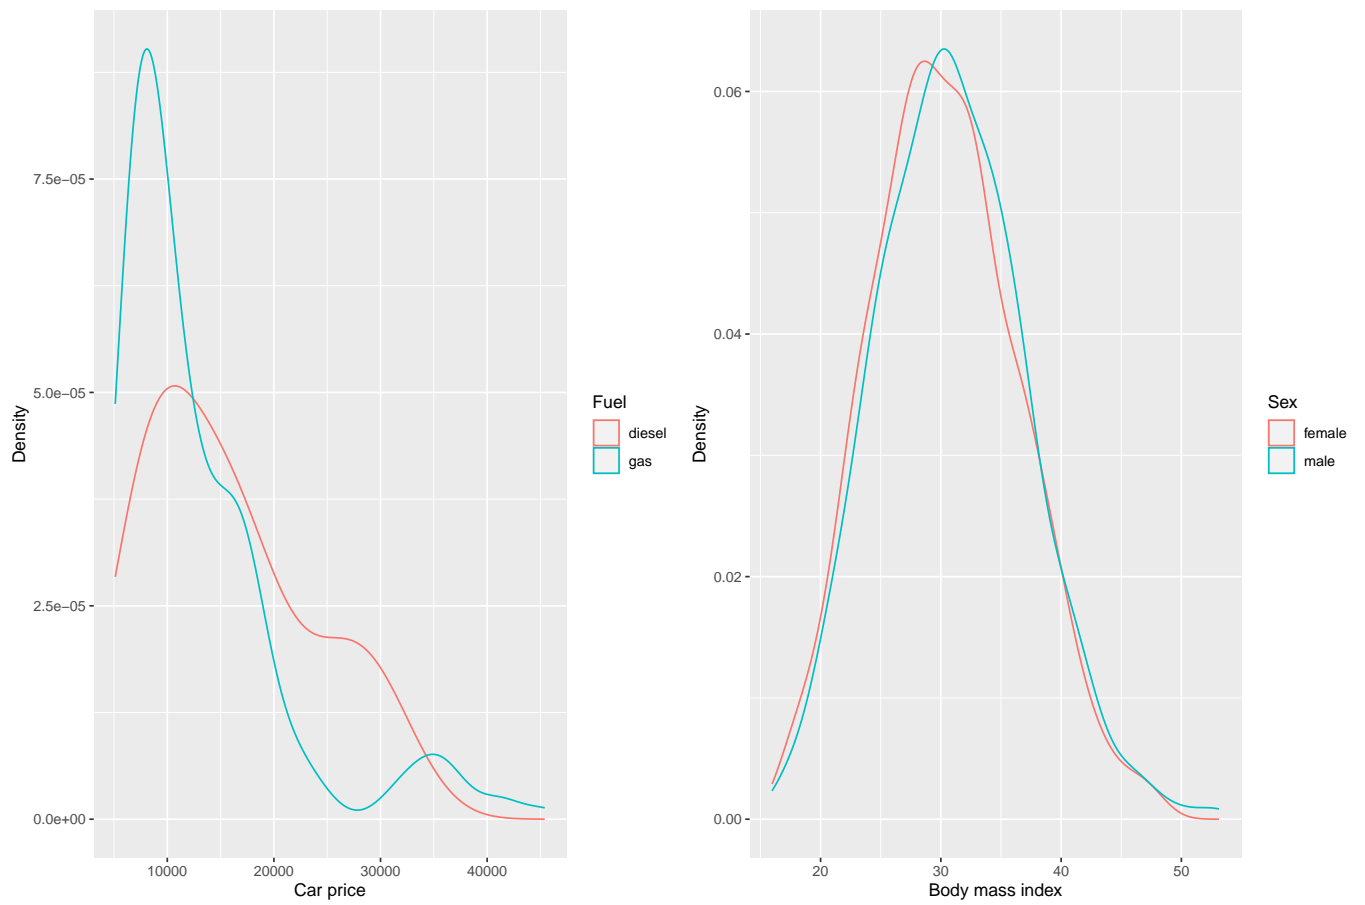 7.5e−05
5.0e−05
2.5e−05
0.0e+00
Density
10000 20000 30000 40000
Car price
Fuel
diesel
gas
0.06
0.04
0.02
0.00
Density
20 30 40 50
Body mass index
Sex
female
male